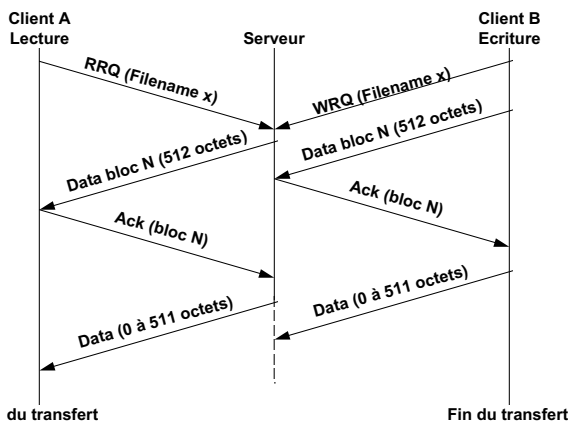 Client A
Lecture
Serveur
Client B
Ecriture
RRQ (Filename x)
WRQ (Filename x)
Data bloc N (512 octets)
Data bloc N (512 octets)
Ack (bloc N)
Ack (bloc N)
Data (0 à 511 octets)
Data (0 à 511 octets)
du transfert
Fin du transfert